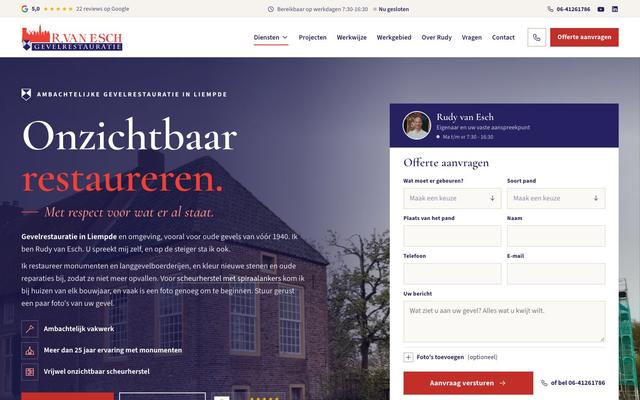 5,0 ★★★★★ 22 reviews op Google
Bereikbaar op werkdagen 7:30-16:30 Nu gesloten
06-41261786
R.VAN ESCH
GEVELRESTAURATIE
Diensten Projecten Werkwijze Werkgebied Over Rudy Vragen Contact
Offerte aanvragen
AMBACHTELIJKE GEVELRESTAURATIE IN LIEMPDE
Onzichtbaar
restaureren.
Met respect voor wat er al staat.
Gevelrestauratie in Liempde en omgeving, vooral voor oude gevels van vóór 1940. Ik
ben Rudy van Esch. U spreekt mij zelf, en op de steiger sta ik ook.
Ik restaureer monumenten en langgevelboerderijen, en kleur nieuwe stenen en oude
reparaties bij, zodat ze niet meer opvallen. Voor scheurherstel met spiraalankers kom ik
bij huizen van elk bouwjaar, en vaak is een foto genoeg om te beginnen. Stuur gerust
een paar foto's van uw gevel.
Ambachtelijk vakwerk
Meer dan 25 jaar ervaring met monumenten
Vrijwel onzichtbaar scheurherstel
Rudy van Esch
Eigenaar en uw vaste aanspreekpunt
Ma t/m vr 7:30 - 16:30
Offerte aanvragen
Wat moet er gebeuren? Soort pand
Maak een keuze Maak een keuze
Plaats van het pand Naam
Telefoon E-mail
Uw bericht
Wat ziet u aan uw gevel? Alles wat u kwijt wilt.
Foto's toevoegen (optioneel)
Aanvraag versturen → of bel 06-41261786